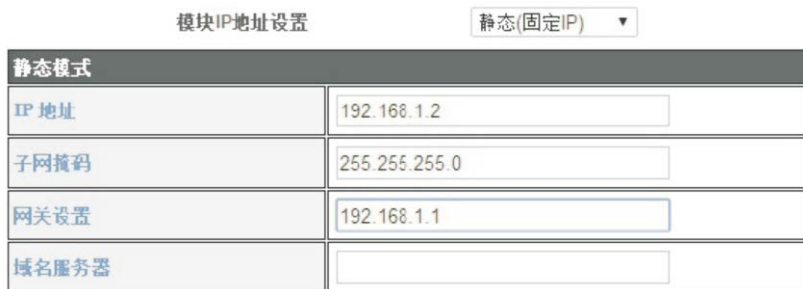 模块IP地址设置 静态(固定IP)
静态模式
IP 地址 192.168.1.2
子网掩码 255.255.255.0
网关设置 192.168.1.1
域名服务器